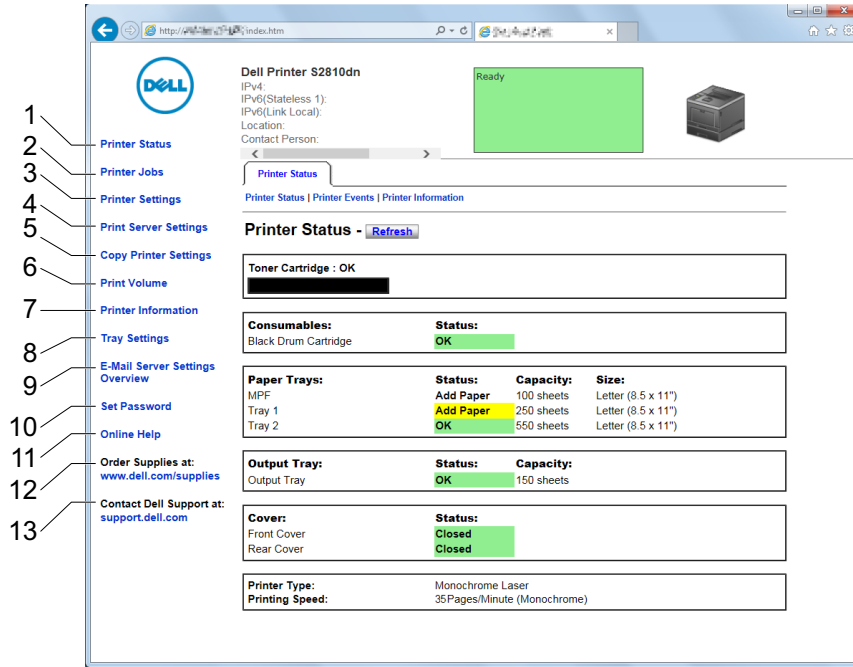 http:// index.htm
DELL
Dell Printer S2810dn
IPv4:
IPv6(Stateless 1):
IPv6(Link Local):
Location:
Contact Person:
Ready
1
Printer Status
2
Printer Jobs
3
Printer Settings
4
Print Server Settings
5
Copy Printer Settings
6
Print Volume
7
Printer Information
8
Tray Settings
9
E-Mail Server Settings
Overview
10
Set Password
11
Online Help
12
Order Supplies at:
www.dell.com/supplies
13
Contact Dell Support at:
support.dell.com
Printer Status
Printer Status | Printer Events | Printer Information
Printer Status - Refresh
Toner Cartridge : OK
Consumables: Status:
Black Drum Cartridge OK
Paper Trays: Status: Capacity: Size:
MPF Add Paper 100 sheets Letter (8.5 x 11")
Tray 1 Add Paper 250 sheets Letter (8.5 x 11")
Tray 2 OK 550 sheets Letter (8.5 x 11")
Output Tray: Status: Capacity:
Output Tray OK 150 sheets
Cover: Status:
Front Cover Closed
Rear Cover Closed
Printer Type: Monochrome Laser
Printing Speed: 35Pages/Minute (Monochrome)